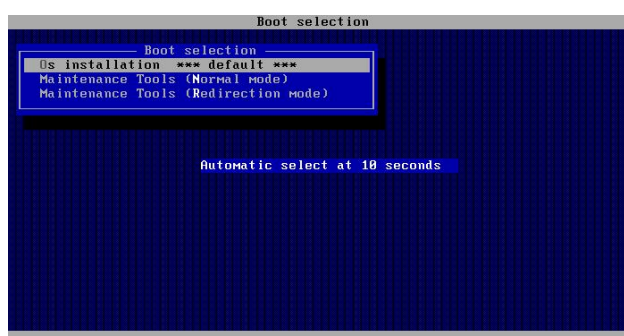 Boot selection
Boot selection
Os installation *** default ***
Maintenance Tools (Normal mode)
Maintenance Tools (Redirection mode)
Automatic select at 10 seconds